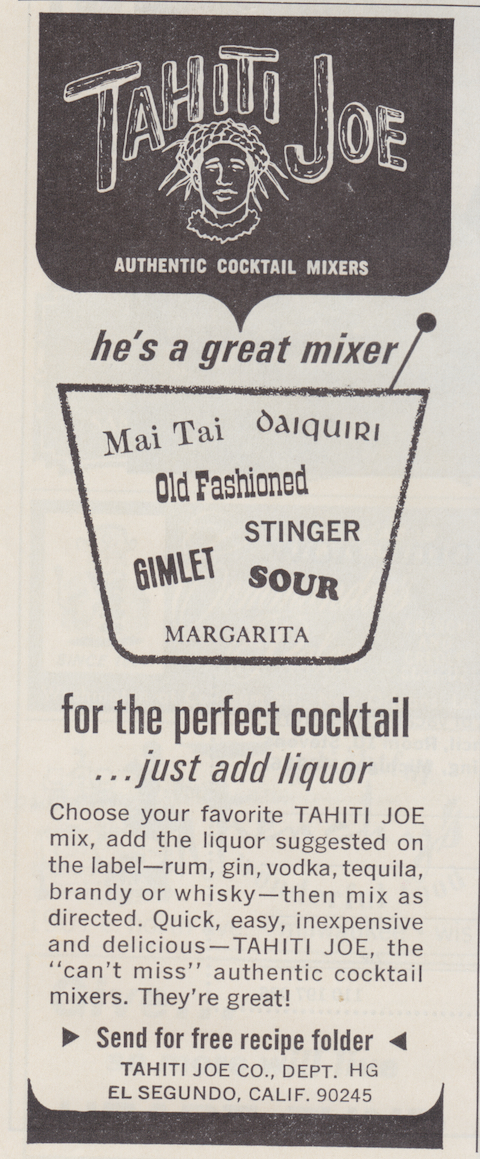 TAHITI JOE
AUTHENTIC COCKTAIL MIXERS
he's a great mixer
Mai Tai
DAIQUIRI
Old Fashioned
STINGER
GIMLET
SOUR
MARGARITA
for the perfect cocktail
...just add liquor
Choose your favorite TAHITI JOE
mix, add the liquor suggested on
the label—rum, gin, vodka, tequila,
brandy or whisky—then mix as
directed. Quick, easy, inexpensive
and delicious—TAHITI JOE, the
"can't miss" authentic cocktail
mixers. They're great!
▶ Send for free recipe folder ◀
TAHITI JOE CO., DEPT. HG
EL SEGUNDO, CALIF. 90245